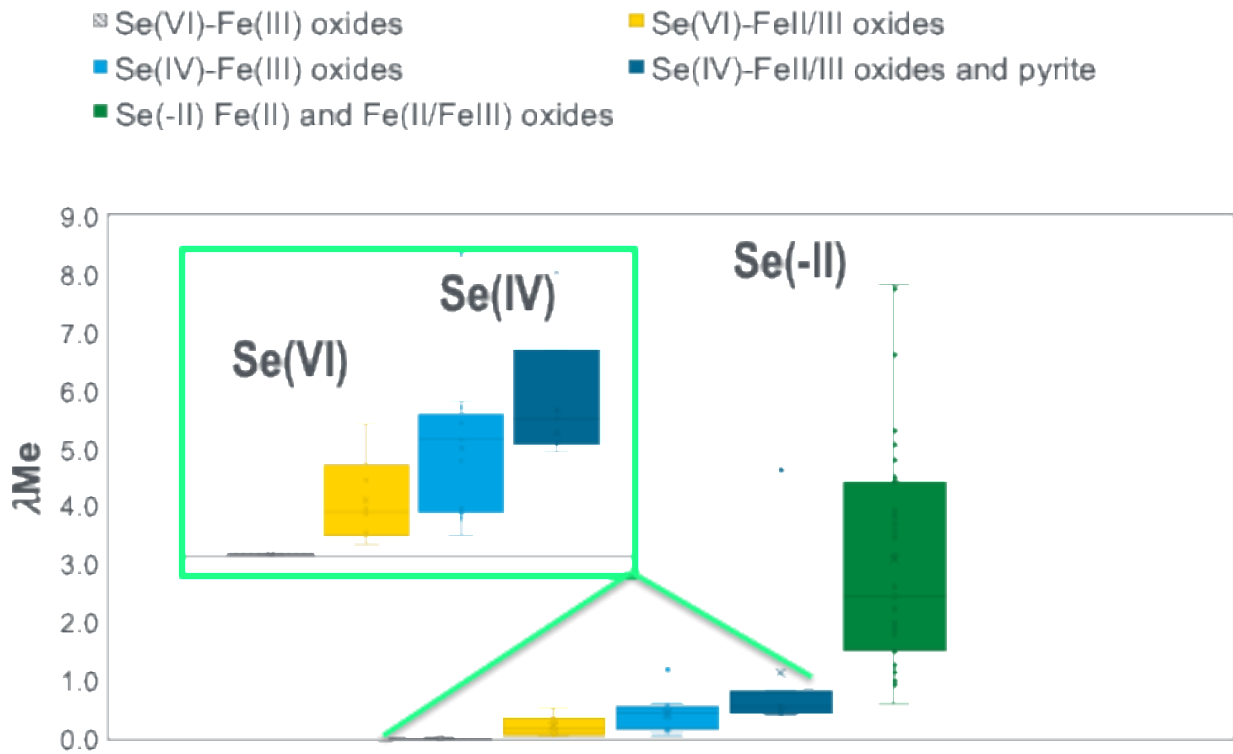 Se(VI)-Fe(III) oxides
Se(VI)-FeII/III oxides
Se(IV)-Fe(III) oxides
Se(IV)-FeII/III oxides and pyrite
Se(-II) Fe(II) and Fe(II/FeIII) oxides
9.0
8.0
7.0
6.0
5.0
4.0
3.0
2.0
1.0
0.0
λMe
Se(VI)
Se(IV)
Se(-II)